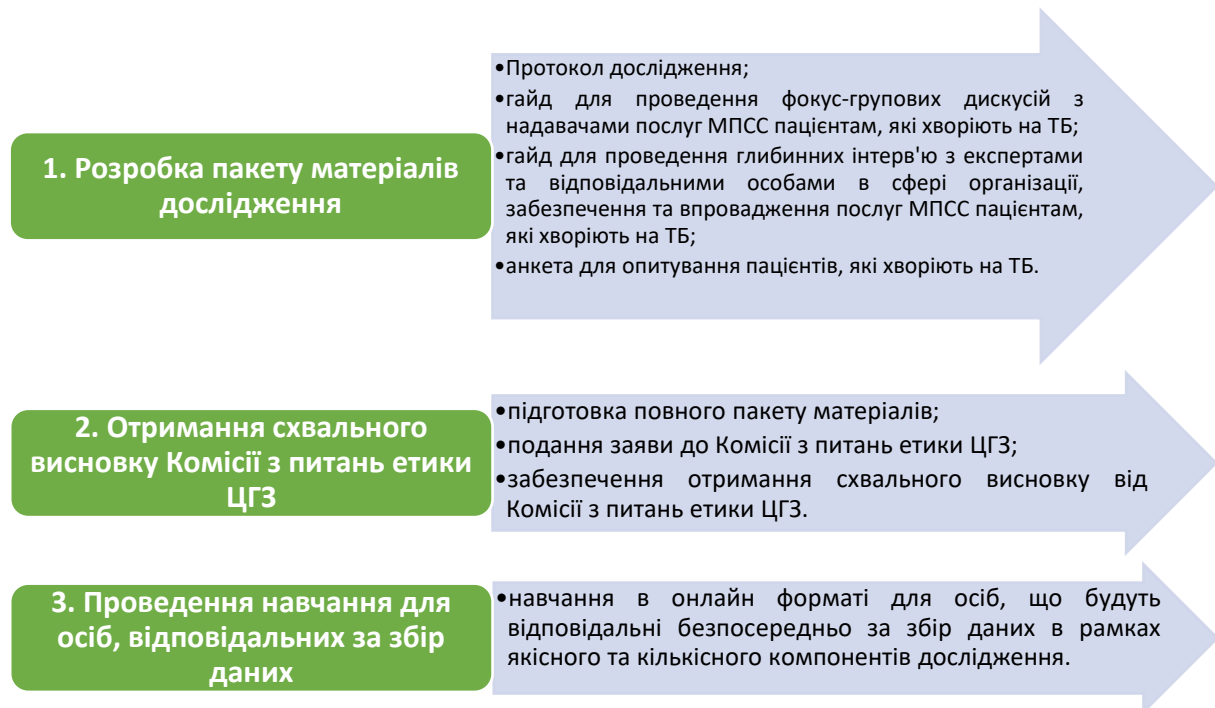 •Протокол дослідження;
•гайд для проведення фокус-групових дискусій з
надавачами послуг МПСС пацієнтам, які хворіють на ТБ;
•гайд для проведення глибинних інтерв'ю з експертами
та відповідальними особами в сфері організації,
забезпечення та впровадження послуг МПСС пацієнтам,
які хворіють на ТБ;
•анкета для опитування пацієнтів, які хворіють на ТБ.
1. Розробка пакету матеріалів
дослідження
2. Отримання схвального
висновку Комісії з питань етики
ЦГЗ
•підготовка повного пакету матеріалів;
•подання заяви до Комісії з питань етики ЦГЗ;
•забезпечення отримання схвального висновку від
Комісії з питань етики ЦГЗ.
3. Проведення навчання для
осіб, відповідальних за збір
даних
•навчання в онлайн форматі для осіб, що будуть
відповідальні безпосередньо за збір даних в рамках
якісного та кількісного компонентів дослідження.